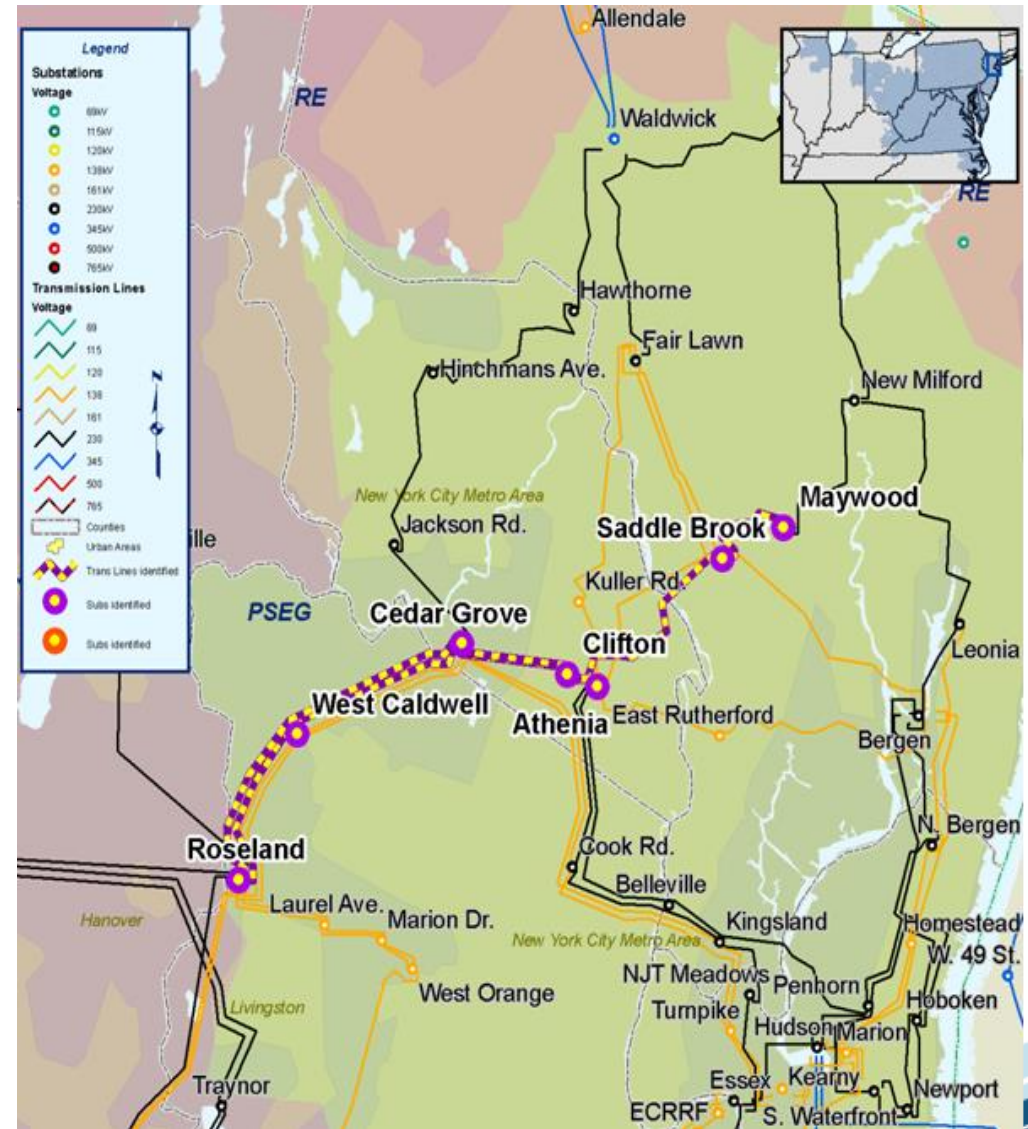 Legend
Substations
Voltage
69kV
115kV
120kV
138kV
161kV
230kV
345kV
500kV
765kV
Transmission Lines
Voltage
69
115
120
138
161
230
345
500
765
Counties
Urban Areas
Trans Lines identified
Subs identified
Subs identified
N
Allendale
RE
Waldwick
RE
Hawthorne
Fair Lawn
Hinchmans Ave.
New Milford
New York City Metro Area
Maywood
Jackson Rd.
Saddle Brook
ille
Kuller Rd.
PSEG
Cedar Grove
Clifton
Leonia
West Caldwell
Athenia
East Rutherford
Bergen
N. Bergen
Roseland
Cook Rd.
Belleville
Laurel Ave.
Marion Dr.
Hanover
Kingsland
Homestead
New York City Metro Area
W. 49 St.
NJT Meadows
Penhorn
West Orange
Turnpike
Hoboken
Livingston
Hudson
Marion
Traynor
Essex
Kearny
Newport
ECRRF
S. Waterfront